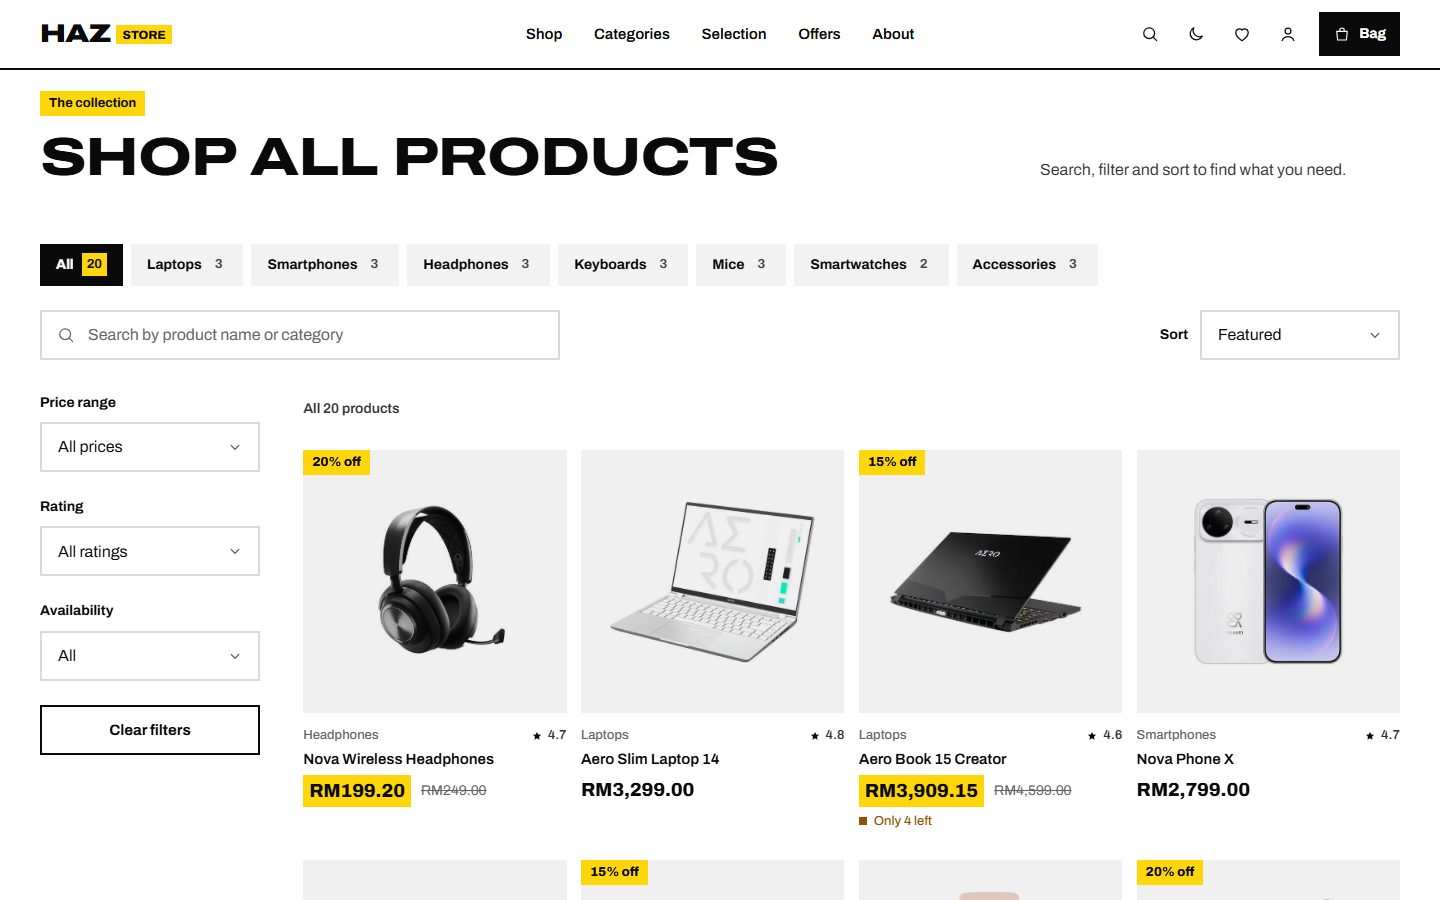 HAZ STORE
Shop Categories Selection Offers About
Bag
The collection
SHOP ALL PRODUCTS
Search, filter and sort to find what you need.
All 20
Laptops 3
Smartphones 3
Headphones 3
Keyboards 3
Mice 3
Smartwatches 2
Accessories 3
Search by product name or category
Sort Featured
Price range
All prices
Rating
All ratings
Availability
All
Clear filters
All 20 products
20% off
Headphones 4.7
Nova Wireless Headphones
RM199.20 RM249.00
AERO
Laptops 4.8
Aero Slim Laptop 14
RM3,299.00
15% off
AERO
Laptops 4.6
Aero Book 15 Creator
RM3,909.15 RM4,599.00
Only 4 left
Smartphones 4.7
Nova Phone X
RM2,799.00
15% off
20% off